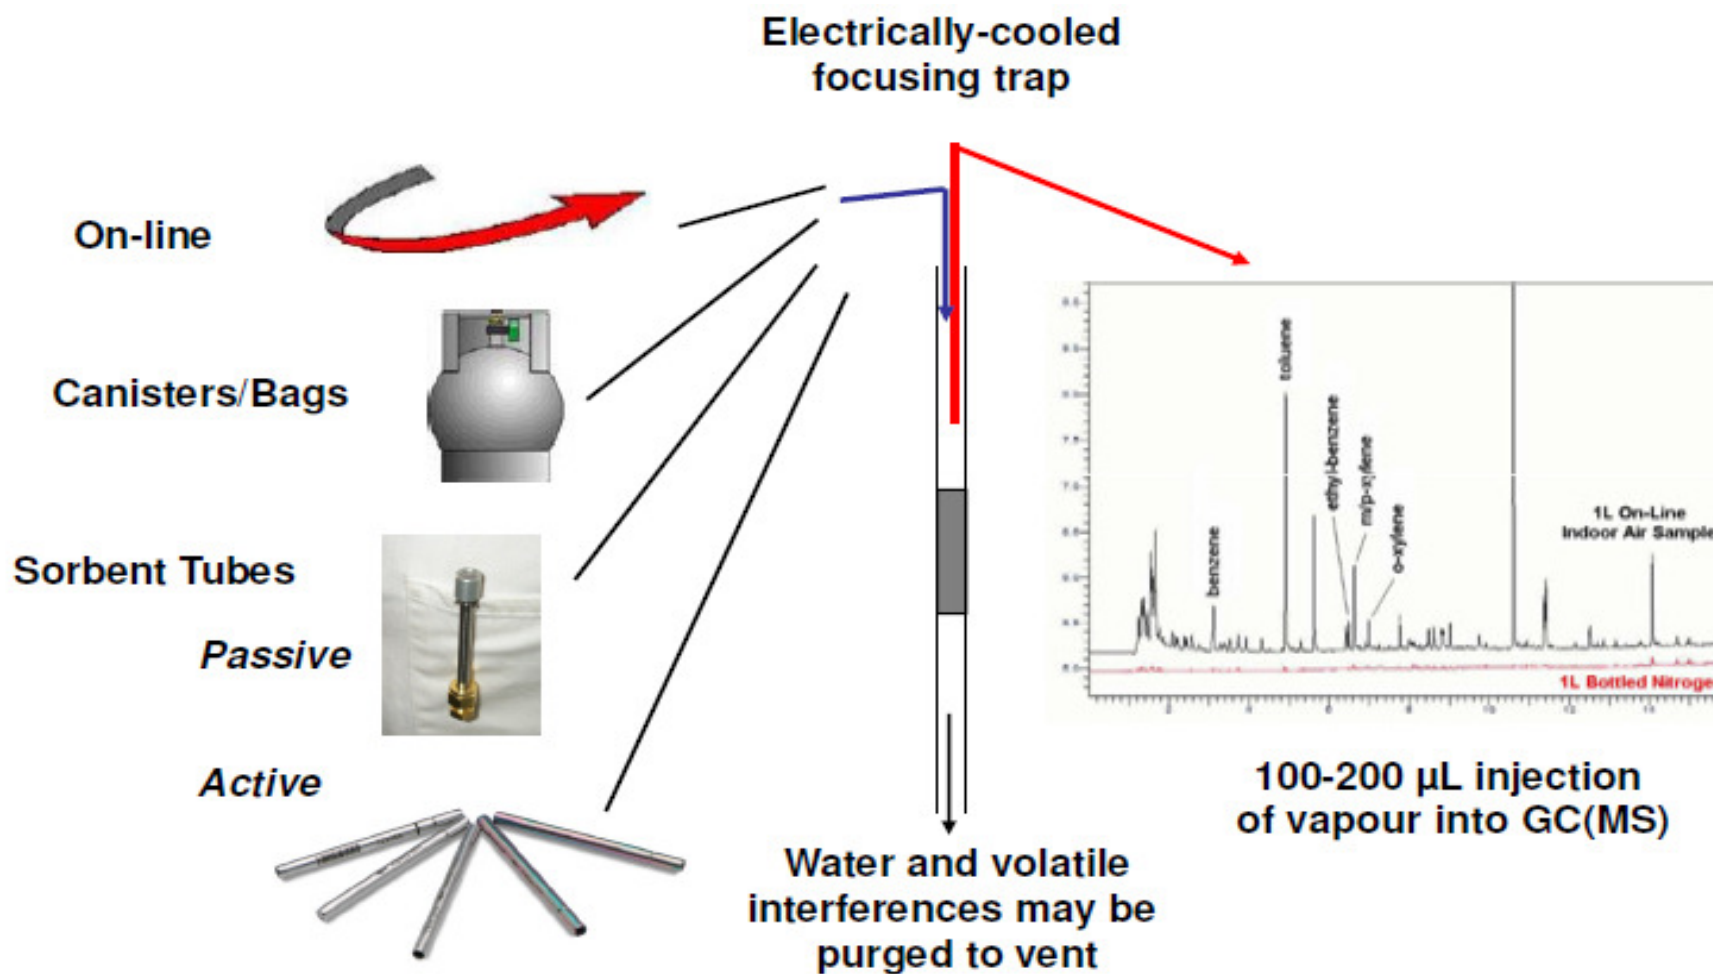 Electrically-cooled
focusing trap
On-line
Canisters/Bags
Sorbent Tubes
Passive
Active
Water and volatile
interferences may be
purged to vent
benzene
toluene
ethyl-benzene
m/p-xylene
o-xylene
1L On-Line
Indoor Air Sample
1L Bottled Nitroge
100-200 µL injection
of vapour into GC(MS)